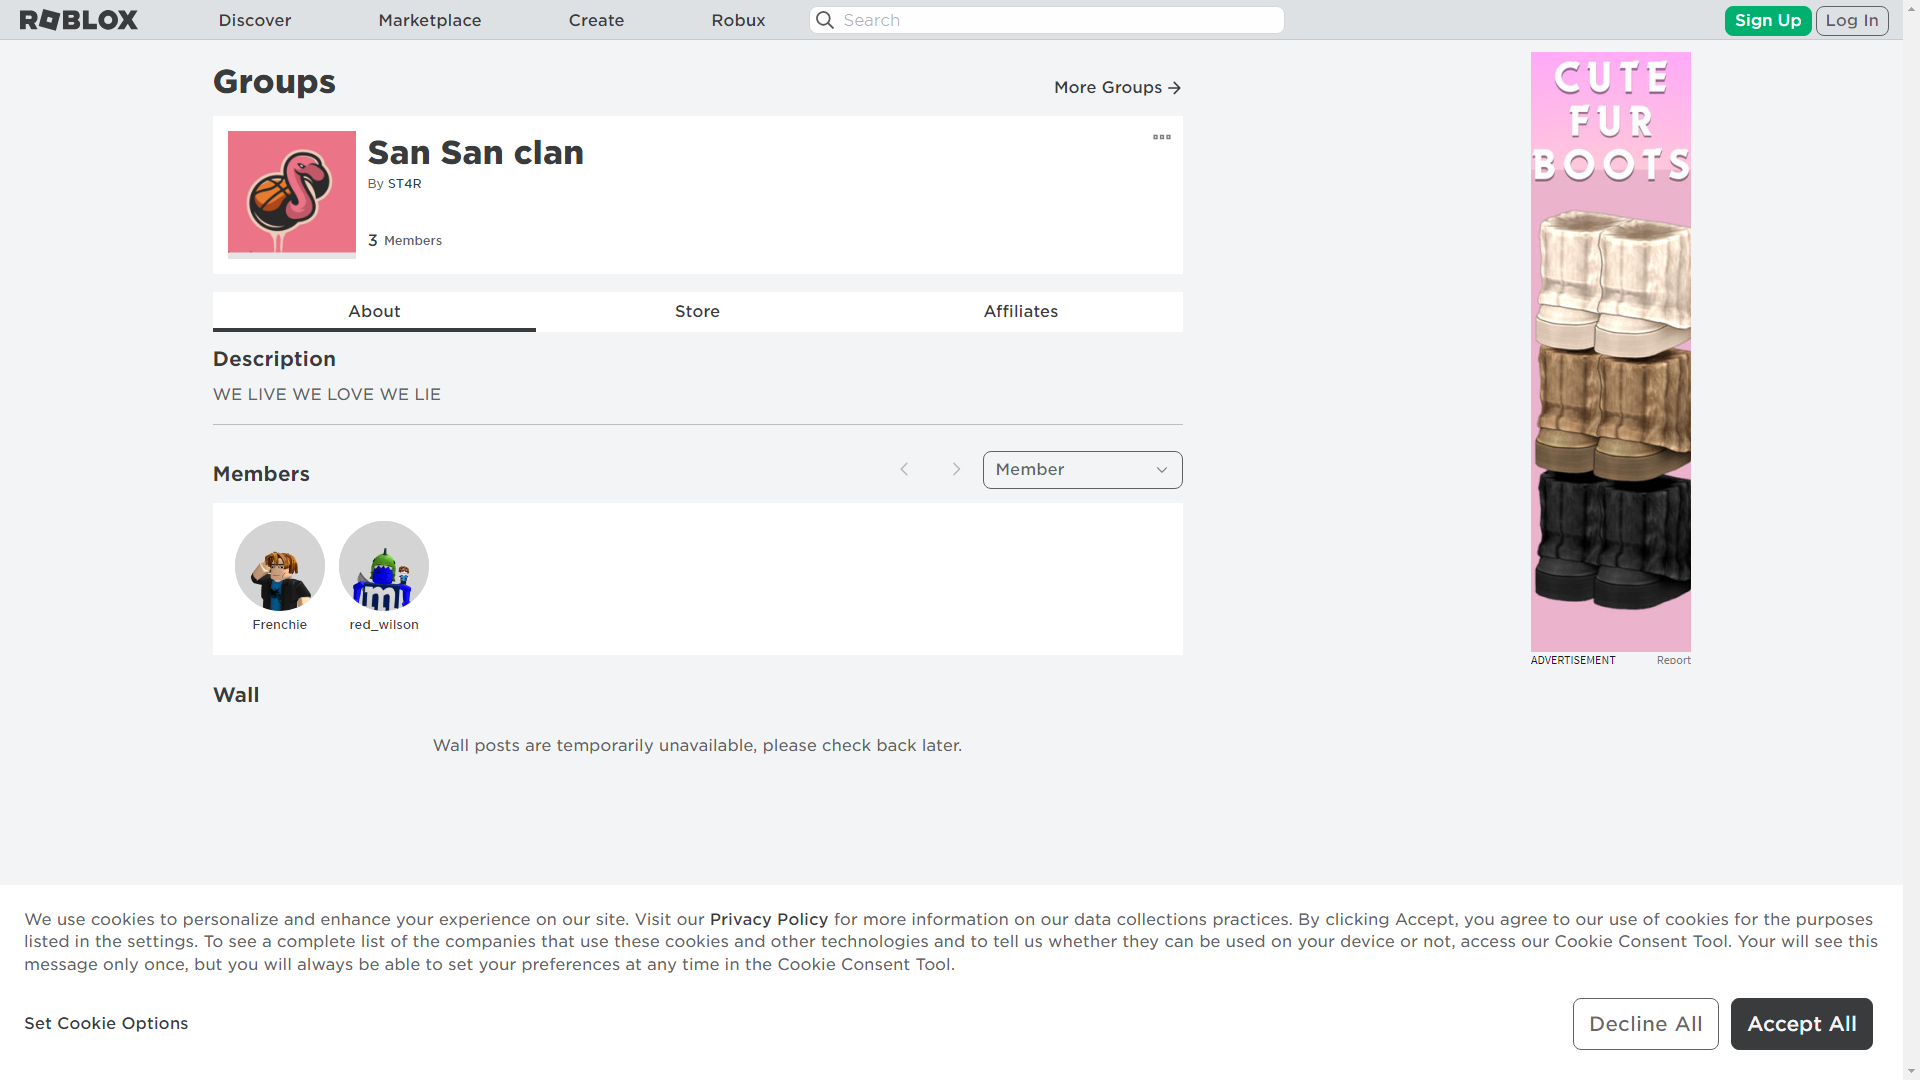 ROBLOX
Discover
Marketplace
Create
Robux
Search
Sign Up
Log In
Groups
More Groups
San San clan
By ST4R
3 Members
About
Store
Affiliates
Description
WE LIVE WE LOVE WE LIE
Members
Member
m
Frenchie
red_wilson
Wall
Wall posts are temporarily unavailable, please check back later.
CUTE
FUR
BOOTS
ADVERTISEMENT
Report
We use cookies to personalize and enhance your experience on our site. Visit our Privacy Policy for more information on our data collections practices. By clicking Accept, you agree to our use of cookies for the purposes
listed in the settings. To see a complete list of the companies that use these cookies and other technologies and to tell us whether they can be used on your device or not, access our Cookie Consent Tool. Your will see this
message only once, but you will always be able to set your preferences at any time in the Cookie Consent Tool.
Set Cookie Options
Decline All
Accept All